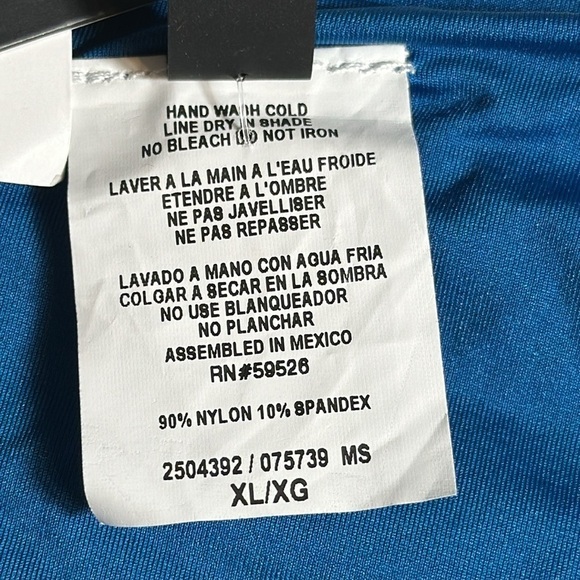 HAND WASH COLD
LINE DRY IN SHADE
NO BLEACH DO NOT IRON
LAVER A LA MAIN A L'EAU FROIDE
ETENDRE A L'OMBRE
NE PAS JAVELLISER
NE PAS REPASSER
LAVADO A MANO CON AGUA FRIA
COLGAR A SECAR EN LA SOMBRA
NO USE BLANQUEADOR
NO PLANCHAR
ASSEMBLED IN MEXICO
RN#59526
90% NYLON 10% SPANDEX
2504392 / 075739 MS
XL/XG